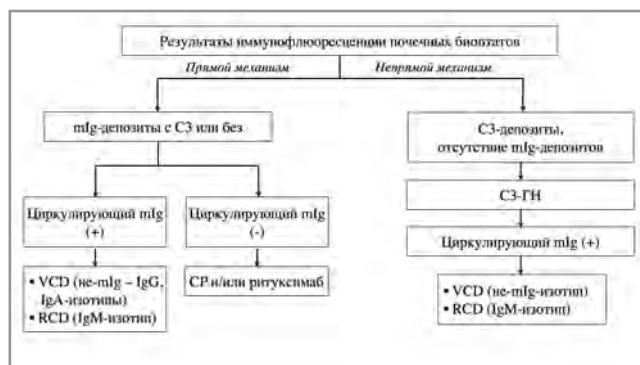 Результаты иммунофлюоресценции почечных биоптатов
Прямой механизм
Непрямой механизм
mIg-депозиты с С3 или без
С3-депозиты,
отсутствие mIg-депозитов
С3-ГН
Циркулирующий mIg
(+)
Циркулирующий mIg
(-)
Циркулирующий mIg (+)
▪ VCD (не-mIg – IgG,
IgA-изотипы)
▪ RCD (IgM-изотип)
СР и/или ритуксимаб
▪ VCD (не-mIg-изотип)
▪ RCD (IgM-изотип)